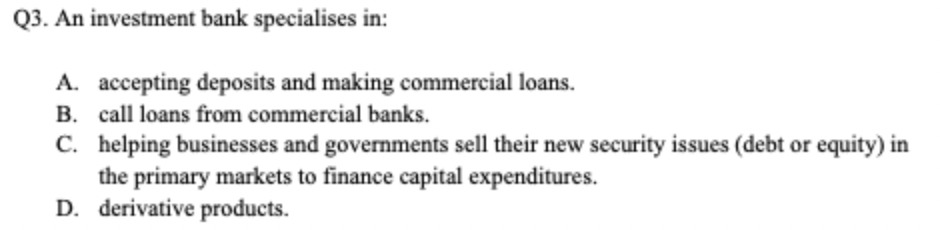 Q3. An investment bank specialises in:
A. accepting deposits and making commercial loans.
B. call loans from commercial banks.
C. helping businesses and governments sell their new security issues (debt or equity) in
the primary markets to finance capital expenditures.
D. derivative products.